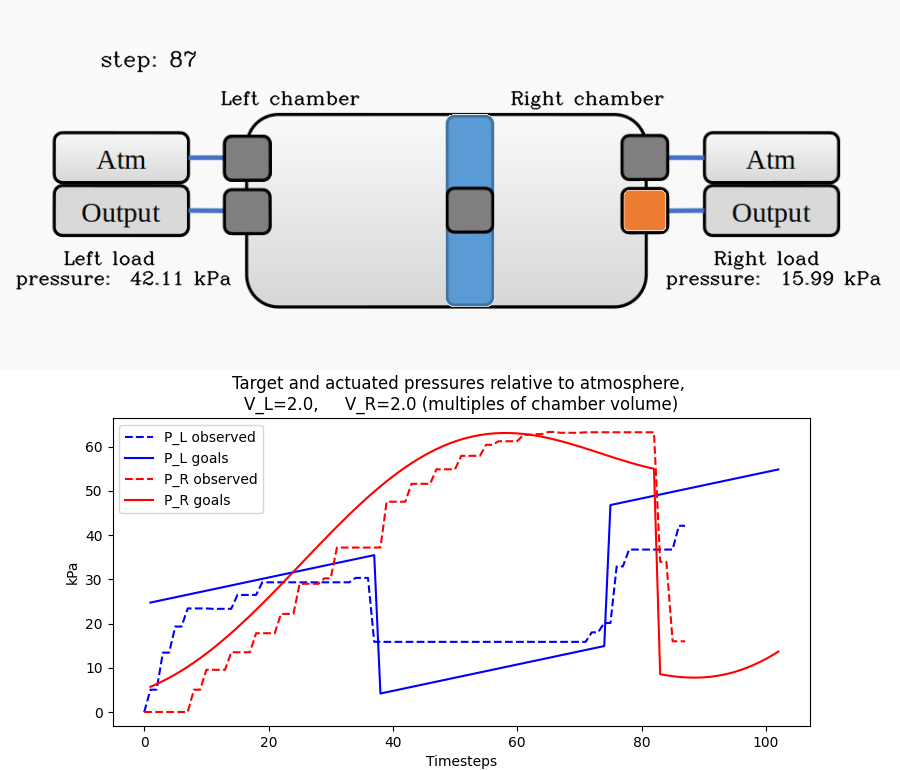 step: 87
Left chamber
Right chamber
Atm
Atm
Output
Output
Left load
pressure: 42.11 kPa
Right load
pressure: 15.99 kPa
Target and actuated pressures relative to atmosphere,
V_L=2.0, V_R=2.0 (multiples of chamber volume)
P_L observed
P_L goals
P_R observed
P_R goals
kPa
60
50
40
30
20
10
0
0 20 40 60 80 100
Timesteps